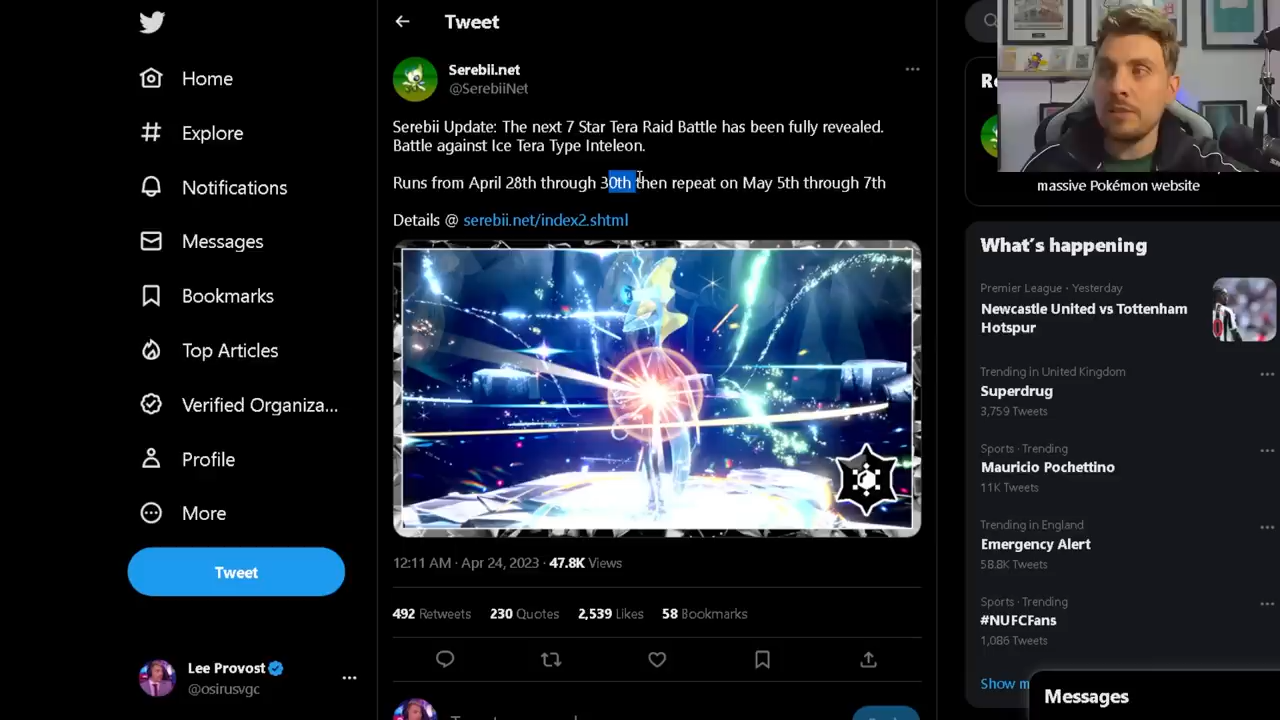 Home
Explore
Notifications
Messages
Bookmarks
Top Articles
Verified Organiza...
Profile
More
Tweet
Lee Provost
@osirusvgc
Tweet
Serebii.net
@SerebiiNet
Serebii Update: The next 7 Star Tera Raid Battle has been fully revealed.
Battle against Ice Tera Type Inteleon.
Runs from April 28th through 30th then repeat on May 5th through 7th
Details @ serebii.net/index2.shtml
12:11 AM · Apr 24, 2023 · 47.8K Views
492 Retweets 230 Quotes 2,539 Likes 58 Bookmarks
massive Pokémon website
What's happening
Premier League · Yesterday
Newcastle United vs Tottenham
Hotspur
Trending in United Kingdom
Superdrug
3,759 Tweets
Sports · Trending
Mauricio Pochettino
11K Tweets
Trending in England
Emergency Alert
58.8K Tweets
Sports · Trending
#NUFCFans
1,086 Tweets
Show m
Messages